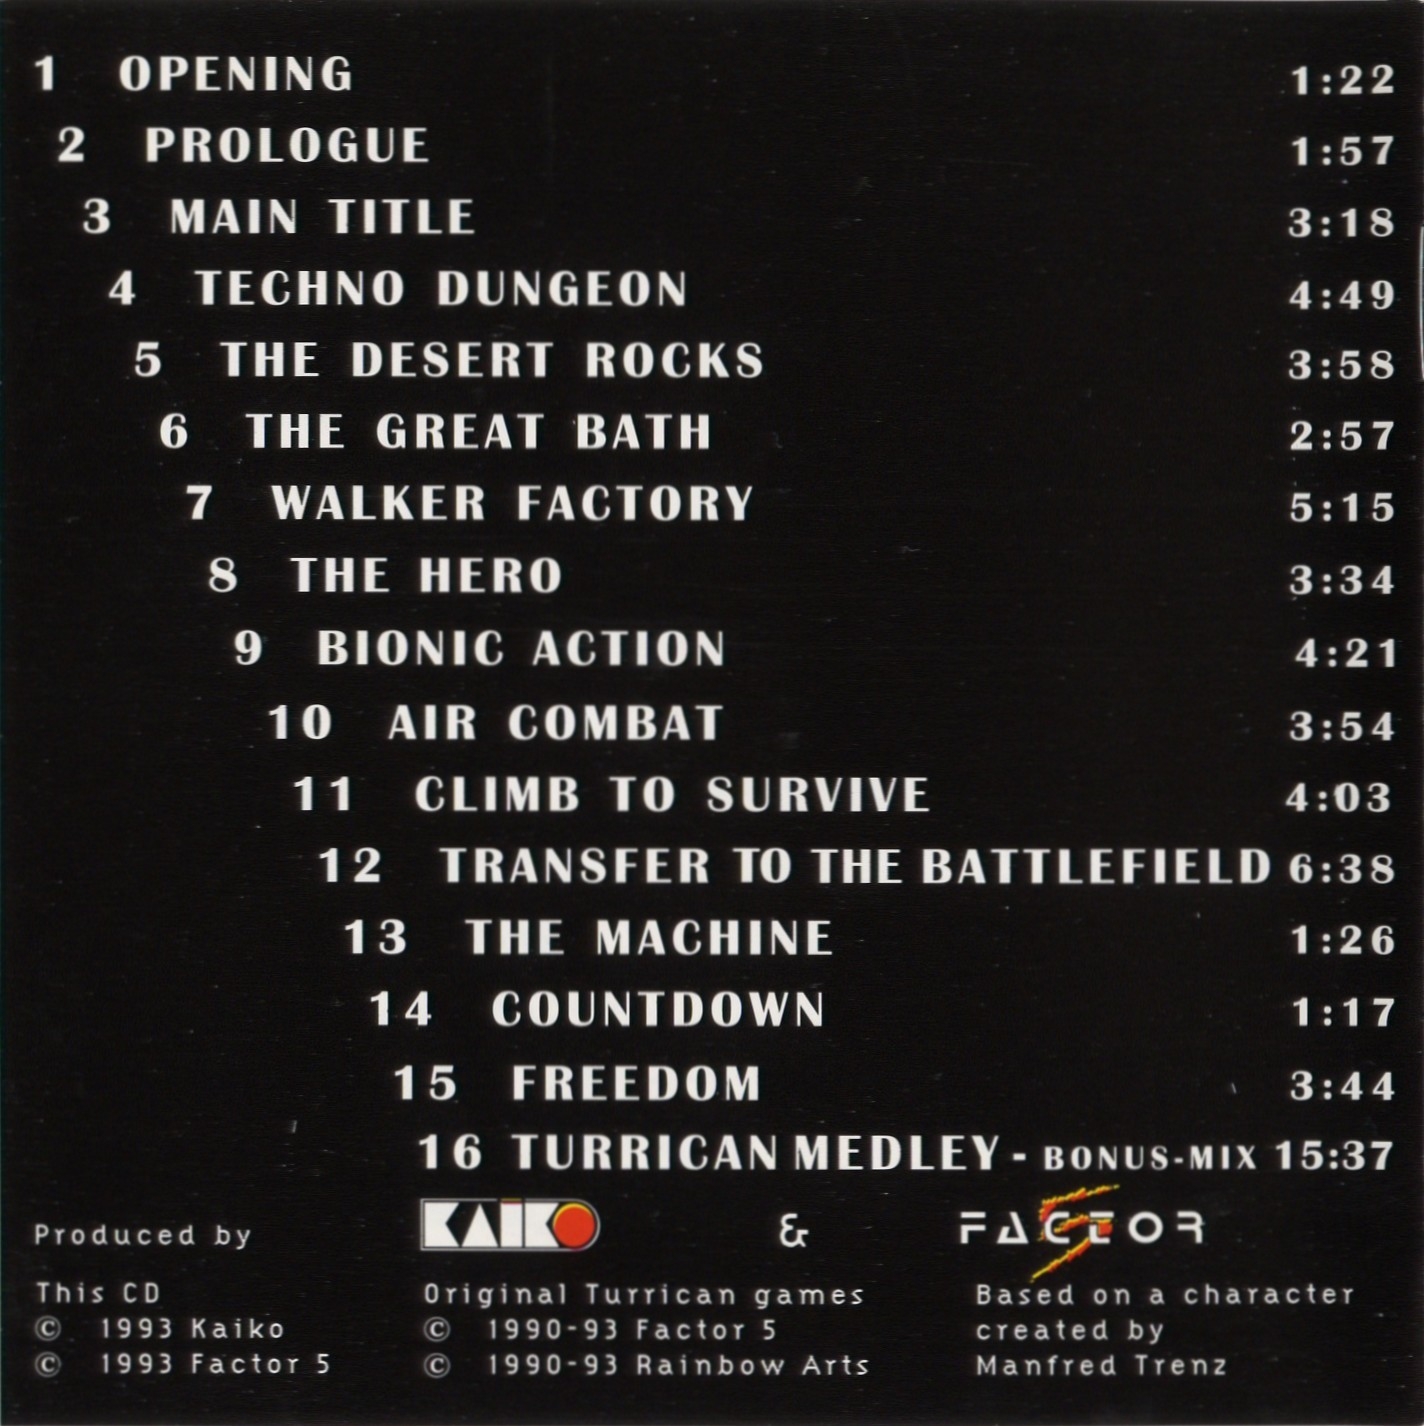 1 OPENING 1:22
2 PROLOGUE 1:57
3 MAIN TITLE 3:18
4 TECHNO DUNGEON 4:49
5 THE DESERT ROCKS 3:58
6 THE GREAT BATH 2:57
7 WALKER FACTORY 5:15
8 THE HERO 3:34
9 BIONIC ACTION 4:21
10 AIR COMBAT 3:54
11 CLIMB TO SURVIVE 4:03
12 TRANSFER TO THE BATTLEFIELD 6:38
13 THE MACHINE 1:26
14 COUNTDOWN 1:17
15 FREEDOM 3:44
16 TURRICAN MEDLEY - BONUS-MIX 15:37
Produced by KAIKO & FACTOR 5
This CD
© 1993 Kaiko
© 1993 Factor 5
Original Turrican games
© 1990-93 Factor 5
© 1990-93 Rainbow Arts
Based on a character
created by
Manfred Trenz